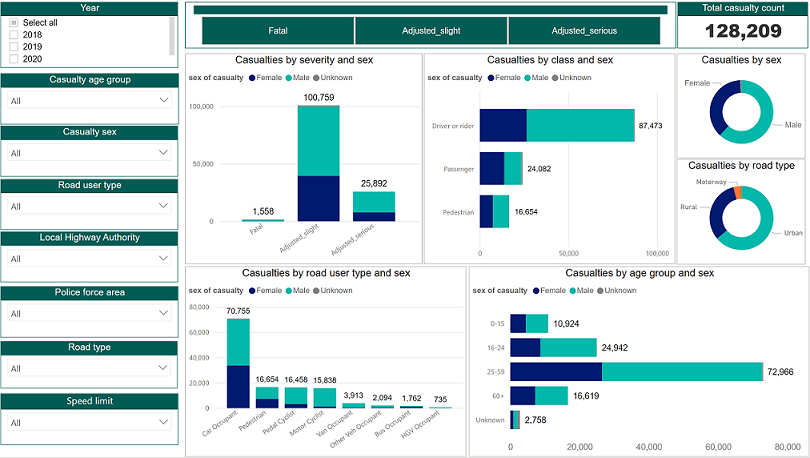 Year
Select all
2018
2019
2020
Casualty age group
All
Casualty sex
All
Road user type
All
Local Highway Authority
All
Police force area
All
Road type
All
Speed limit
All
Fatal
Adjusted_slight
Adjusted_serious
Total casualty count
128,209
Casualties by severity and sex
sex of casualty Female Male Unknown
100,000
50,000
0
1,558
100,759
25,892
Fatal
Adjusted_slight
Adjusted_serious
Casualties by class and sex
sex of casualty Female Male Unknown
Driver or rider
87,473
Passenger
24,082
Pedestrian
16,654
0
50,000
100,000
Casualties by sex
Female
Male
Casualties by road type
Motorway
Rural
Urban
Casualties by road user type and sex
sex of casualty Female Male Unknown
80,000
60,000
40,000
20,000
0
70,755
16,654
16,458
15,838
3,913
2,094
1,762
735
Car Occupant
Pedestrian
Pedal Cyclist
Motor Cyclist
Van Occupant
Other Veh Occupant
Bus Occupant
HGV Occupant
Casualties by age group and sex
sex of casualty Female Male Unknown
0-15
10,924
16-24
24,942
25-59
72,966
60+
16,619
Unknown
2,758
0
20,000
40,000
60,000
80,000